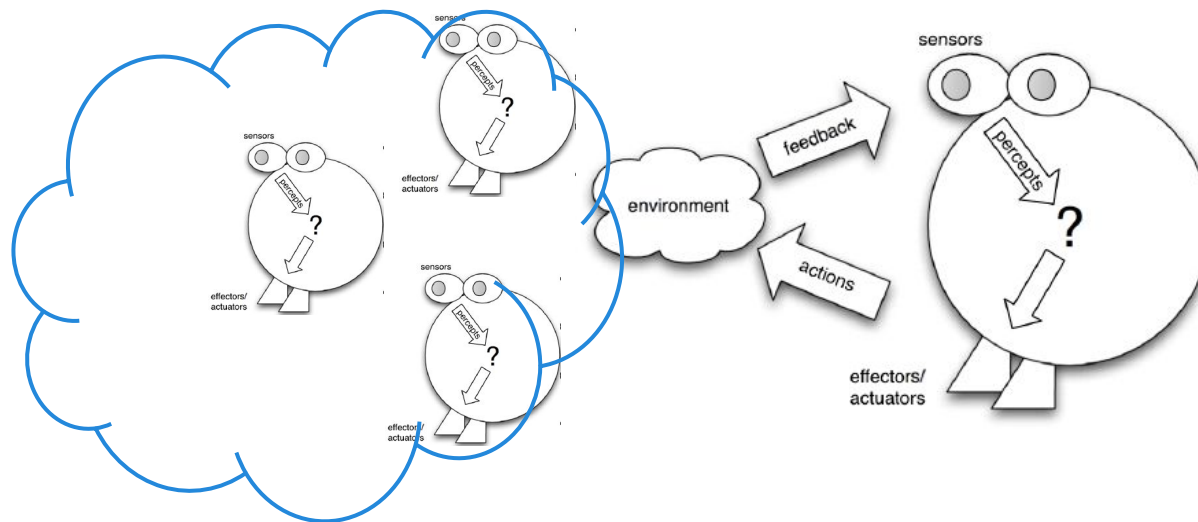 sensors
percepts
?
effectors/
actuators
sensors
percepts
?
effectors/
actuators
sensors
percepts
?
effectors/
actuators
environment
feedback
actions
sensors
percepts
?
effectors/
actuators